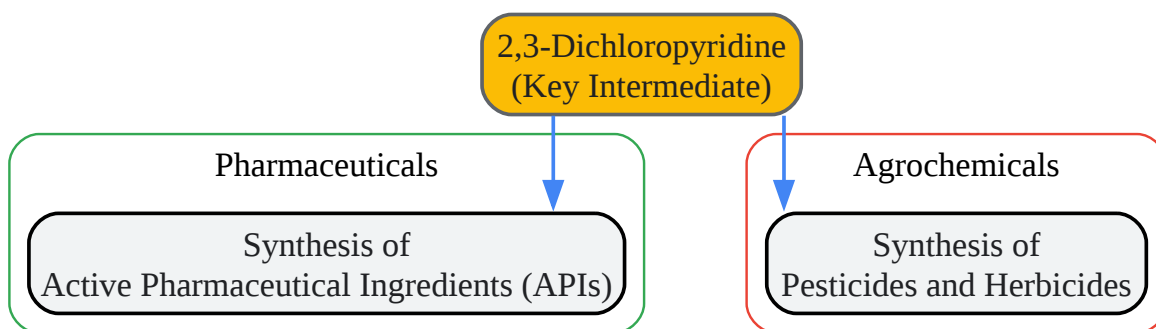 2,3-Dichloropyridine
(Key Intermediate)
Pharmaceuticals
Agrochemicals
Synthesis of
Active Pharmaceutical Ingredients (APIs)
Synthesis of
Pesticides and Herbicides